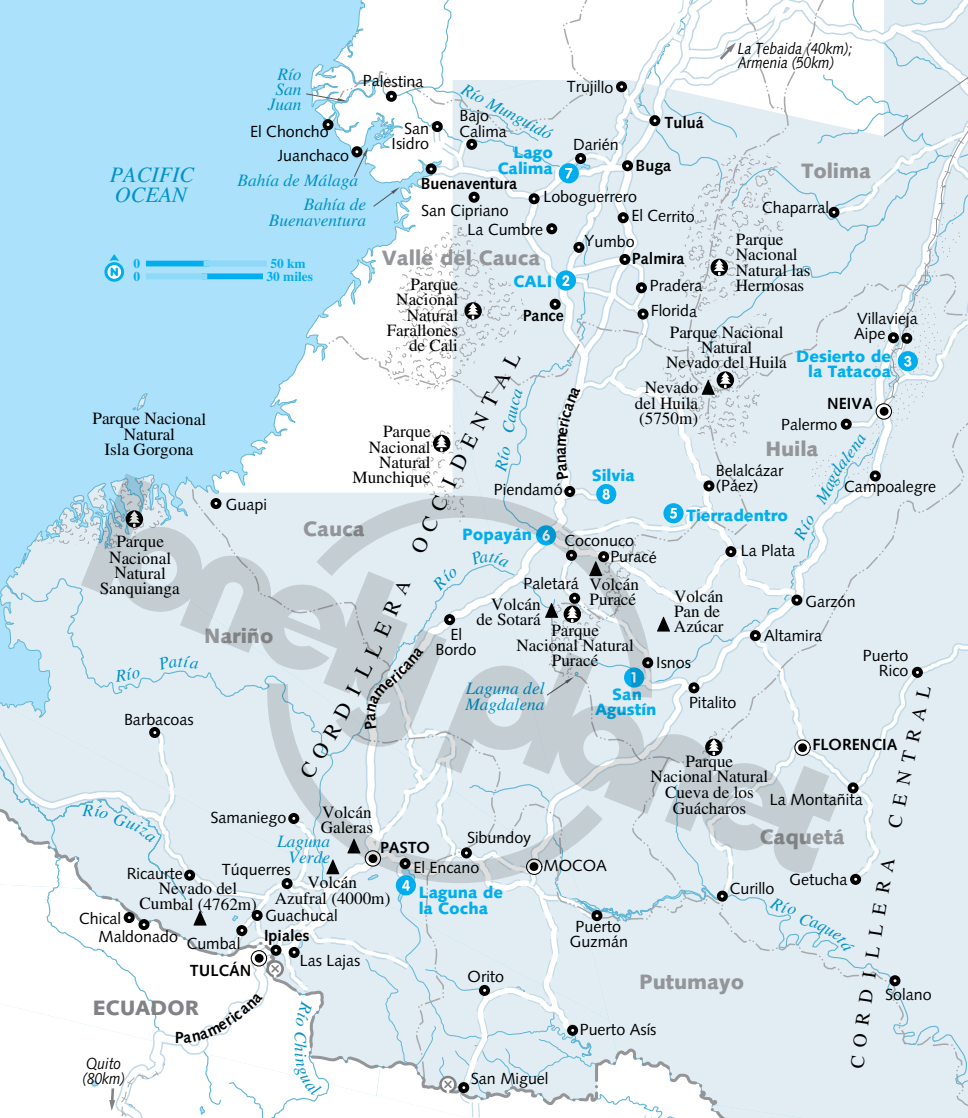 La Tebaida (40km);
Armenia (50km)
Río
San
Juan
Palestina
Trujillo
Río Munguidó
El Choncho
San
Isidro
Bajo
Calima
Tuluá
Juanchaco
Lago
Calima
7
Darién
Buga
Tolima
PACIFIC
OCEAN
Bahía de Málaga
Buenaventura
Bahía de
Buenaventura
San Cipriano
Loboguerrero
Chaparral
La Cumbre
El Cerrito
Yumbo
N
0 50 km
0 30 miles
Valle del Cauca
Palmira
Parque
Nacional
Natural las
Hermosas
CALI
2
Parque
Nacional
Natural
Farallones
de Cali
Pradera
Pance
Florida
Villavieja
Aipe
Parque Nacional
Natural
Nevado del Huila
Desierto de
la Tatacoa
3
Nevado
del Huila
(5750m)
NEIVA
CORDILLERA OCCIDENTAL
Río Cauca
Panamericana
Parque Nacional
Natural
Isla Gorgona
Palermo
Parque
Nacional
Natural
Munchique
Huila
Río Magdalena
Silvia
8
Piendamó
Belalcázar
(Páez)
Campoalegre
Guapi
Cauca
5
Tierradentro
Popayán
6
Parque
Nacional
Natural
Sanquianga
Coconuco
Puracé
La Plata
Río Patía
Paletará
Volcán
Puracé
Volcán
de Sotará
Volcán
Pan de
Azúcar
Garzón
El
Bordo
Parque
Nacional Natural
Puracé
Altamira
Nariño
Isnos
Puerto
Rico
Río Patía
Panamericana
Laguna del
Magdalena
1
San
Agustín
Pitalito
lonely planet
Barbacoas
FLORENCIA
Parque
Nacional Natural
Cueva de los
Guácharos
CORDILLERA CENTRAL
La Montañita
Río Guiza
Samaniego
Volcán
Galeras
Caquetá
Laguna
Verde
PASTO
Sibundoy
El Encano
MOCOA
Ricaurte
Túquerres
Volcán
Azufral (4000m)
4
Laguna de
la Cocha
Getucha
Nevado del
Cumbal (4762m)
Curillo
Río Caquetá
Chical
Maldonado
Guachucal
Cumbal
Ipiales
Puerto
Guzmán
TULCÁN
Las Lajas
Orito
Putumayo
Solano
ECUADOR
Panamericana
Río Chingual
Puerto Asís
Quito
(80km)
San Miguel